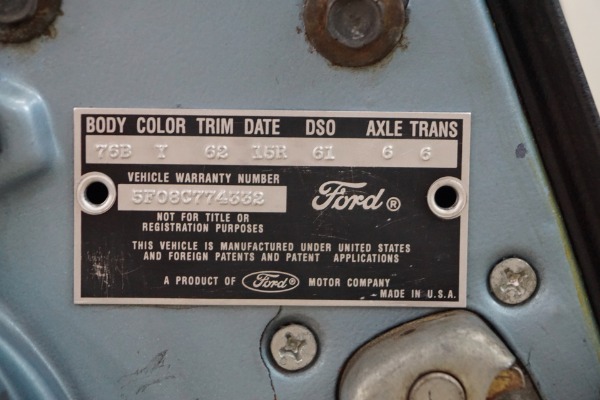 BODY COLOR TRIM DATE DSO AXLE TRANS
76B Y 62 15R 61 6 6
VEHICLE WARRANTY NUMBER
5F08C774332
Ford ®
NOT FOR TITLE OR
REGISTRATION PURPOSES
THIS VEHICLE IS MANUFACTURED UNDER UNITED STATES
AND FOREIGN PATENTS AND PATENT APPLICATIONS
A PRODUCT OF Ford ® MOTOR COMPANY
MADE IN U.S.A.